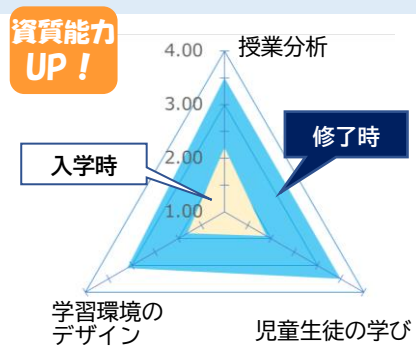 資質能力
UP！
4.00
授業分析
3.00
修了時
2.00
入学時
1.00
学習環境の
デザイン
児童生徒の学び